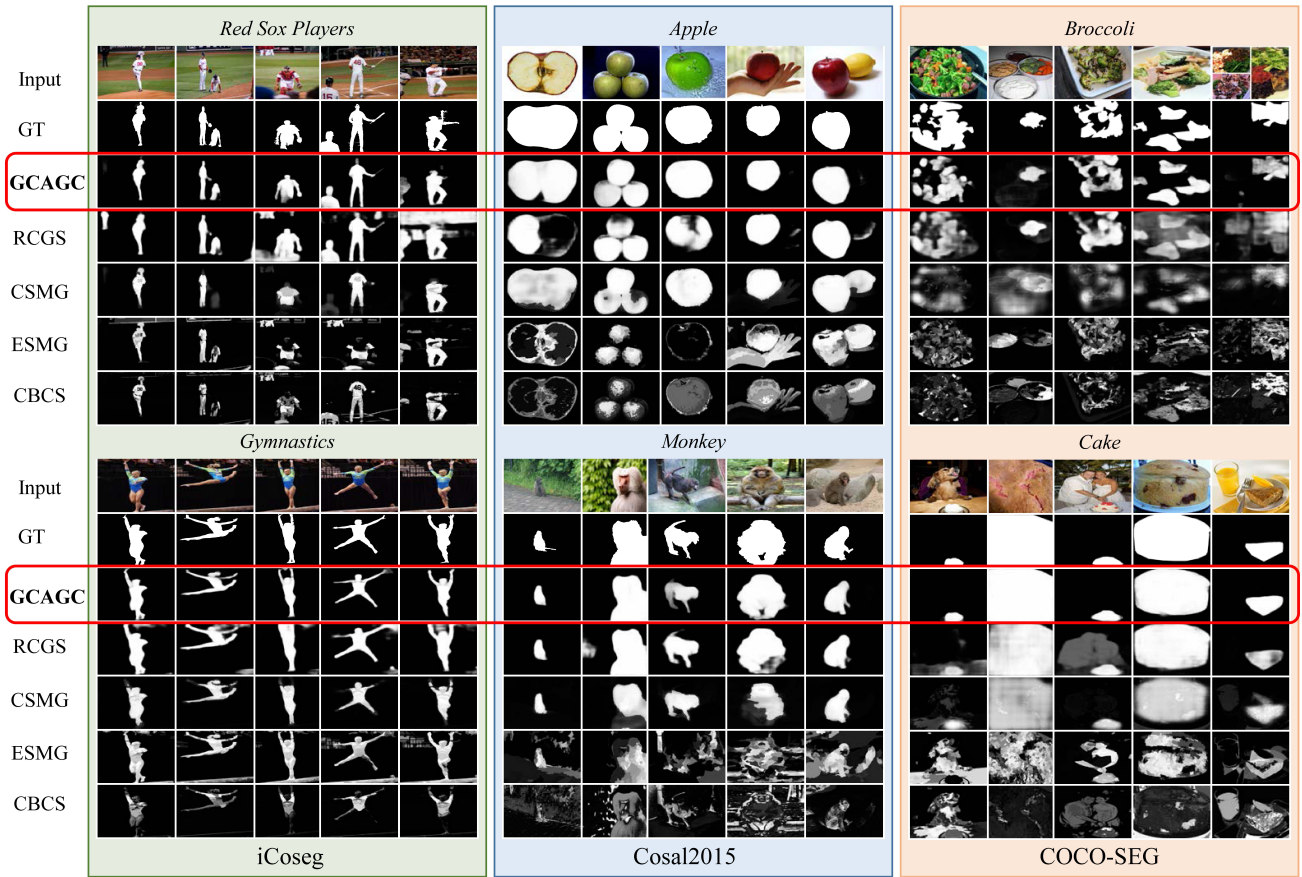 Red Sox Players Apple Broccoli
Input
GT
GCAGC
RCGS
CSMG
ESMG
CBCS
Gymnastics Monkey Cake
Input
GT
GCAGC
RCGS
CSMG
ESMG
CBCS
iCoseg Cosal2015 COCO-SEG